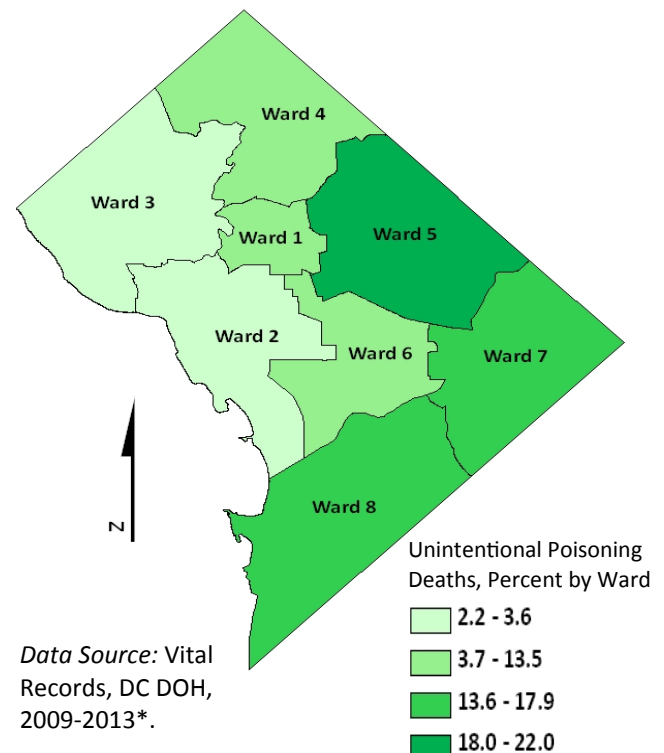 Ward 4
Ward 3
Ward 1
Ward 5
Ward 2
Ward 6
Ward 7
Ward 8
N
Unintentional Poisoning
Deaths, Percent by Ward
2.2 - 3.6
3.7 - 13.5
13.6 - 17.9
18.0 - 22.0
Data Source: Vital
Records, DC DOH,
2009-2013*.